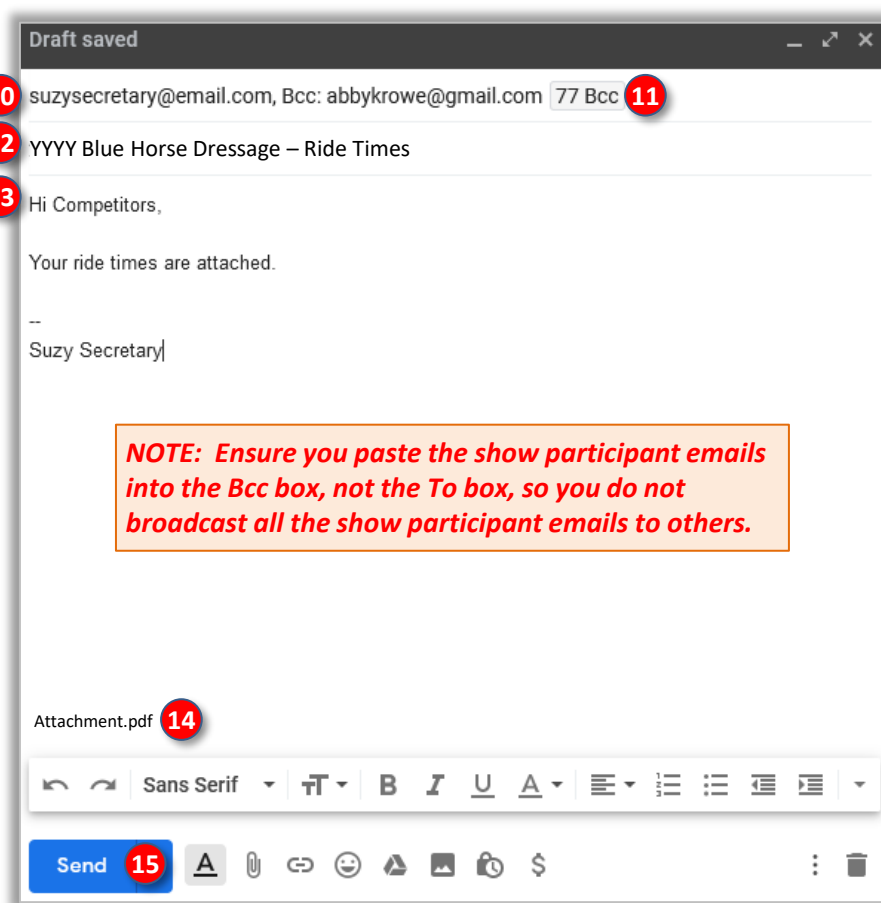 Draft saved
0 suzysecretary@email.com, Bcc: abbykrowe@gmail.com 77 Bcc 11
2 YYYY Blue Horse Dressage – Ride Times
3 Hi Competitors,
Your ride times are attached.
--
Suzy Secretary
NOTE: Ensure you paste the show participant emails
into the Bcc box, not the To box, so you do not
broadcast all the show participant emails to others.
Attachment.pdf 14
Sans Serif
Send 15